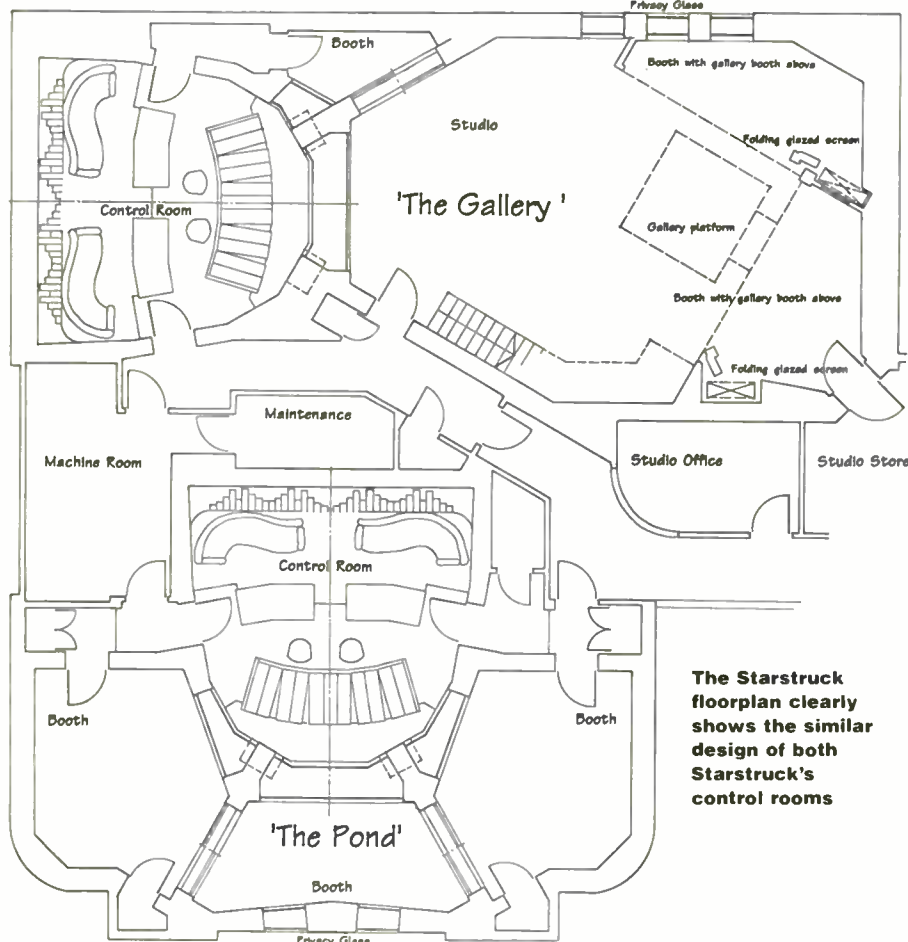 Privacy Glass
Booth
Booth with gallery booth above
Studio
Folding glazed screen
'The Gallery'
Control Room
Gallery platform
Booth with gallery booth above
Folding glazed screen
Maintenance
Machine Room
Studio Office
Studio Store
Control Room
The Starstruck
floorplan clearly
shows the similar
design of both
Starstruck's
control rooms
Booth
Booth
'The Pond'
Booth
Privacy Glass